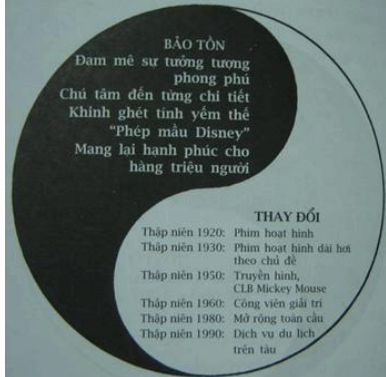 BẢO TỒN
Đam mê sự tưởng tượng
phong phú
Chú tâm đến từng chi tiết
Khinh ghét tính yếm thế
“Phép mầu Disney”
Mang lại hạnh phúc cho
hàng triệu người
THAY ĐỔI
Thập niên 1920: Phim hoạt hình
Thập niên 1930: Phim hoạt hình dài hơi
theo chủ đề
Thập niên 1950: Truyền hình,
CLB Mickey Mouse
Thập niên 1960: Công viên giải trí
Thập niên 1980: Mở rộng toàn cầu
Thập niên 1990: Dịch vụ du lịch
trên tàu